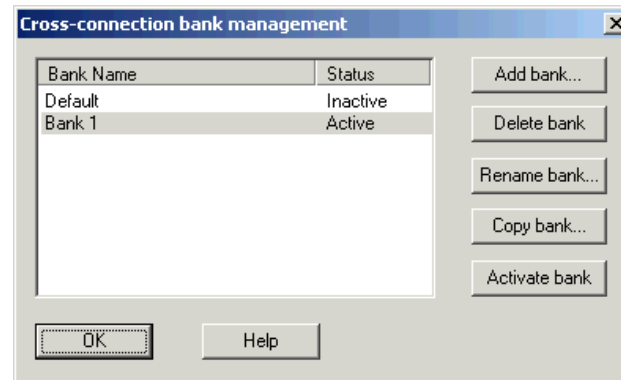 Cross-connection bank management
Bank Name Status
Default Inactive
Bank 1 Active
Add bank...
Delete bank
Rename bank...
Copy bank...
Activate bank
OK Help